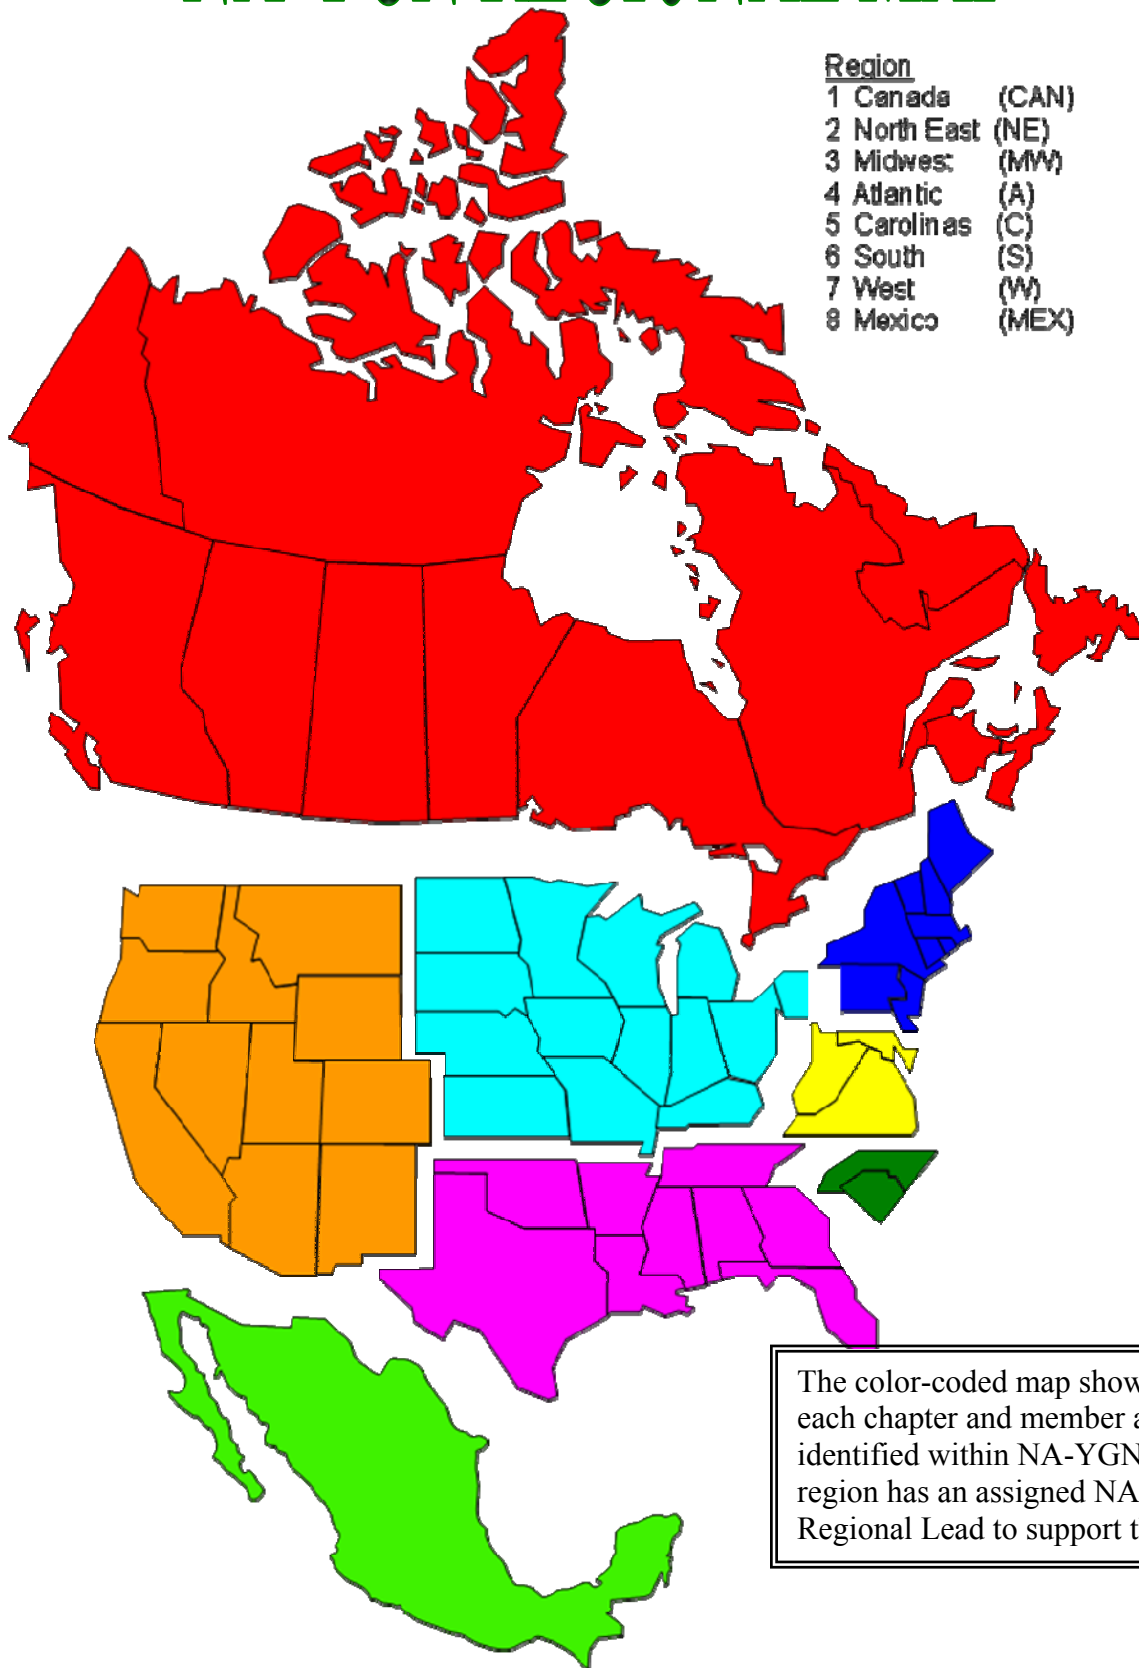 Region
1 Canada (CAN)
2 North East (NE)
3 Midwest (MW)
4 Atlantic (A)
5 Carolinas (C)
6 South (S)
7 West (W)
8 Mexico (MEX)
The color-coded map show
each chapter and member a
identified within NA-YGN
region has an assigned NA
Regional Lead to support t